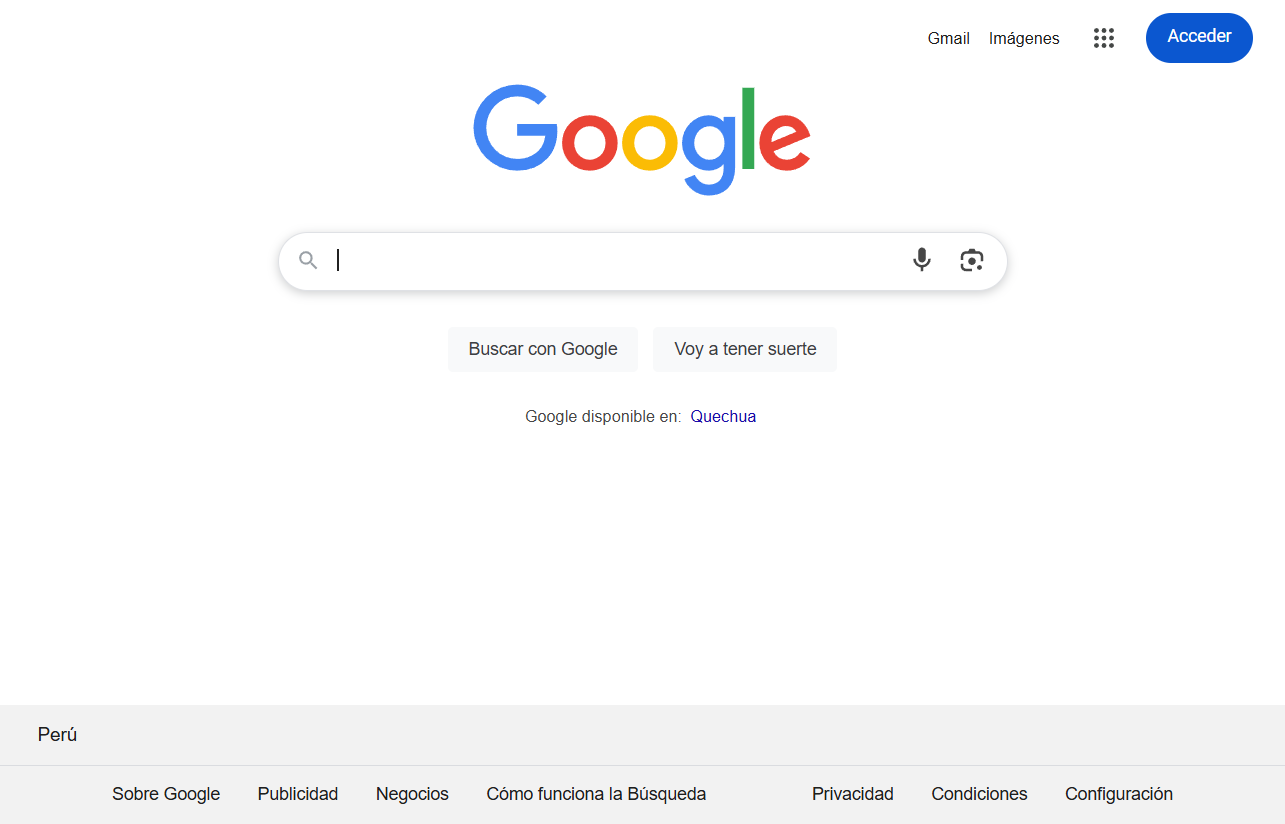 Gmail Imágenes Acceder
Google
Buscar con Google Voy a tener suerte
Google disponible en: Quechua
Perú
Sobre Google Publicidad Negocios Cómo funciona la Búsqueda Privacidad Condiciones Configuración